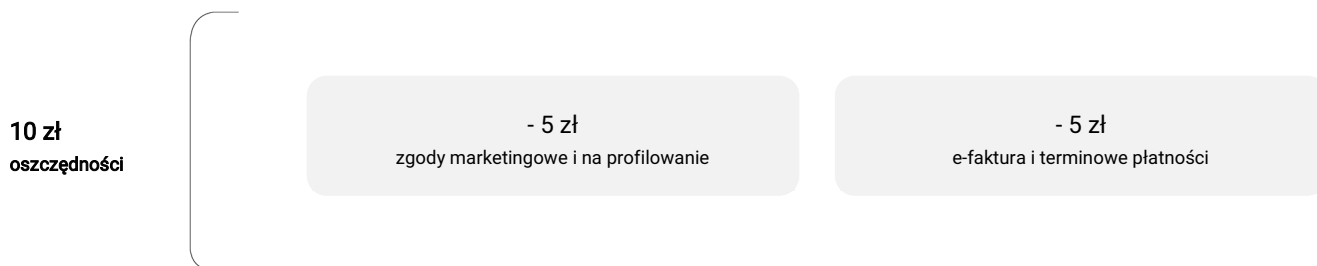 10 zł
oszczędności
- 5 zł
zgody marketingowe i na profilowanie
- 5 zł
e-faktura i terminowe płatności